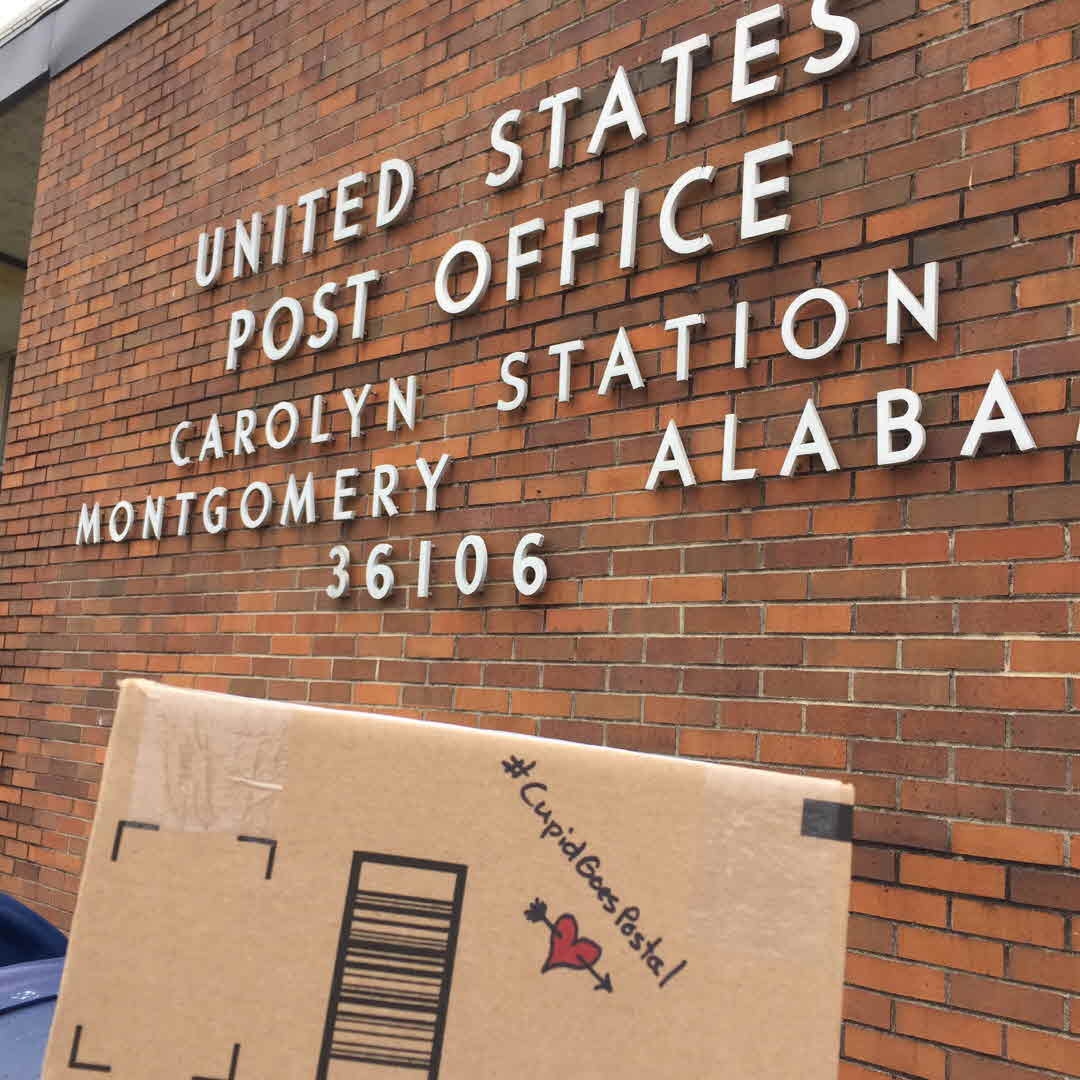 UNITED STATES
POST OFFICE
CAROLYN STATION
MONTGOMERY ALABA
36106
#CupidGoesPostal